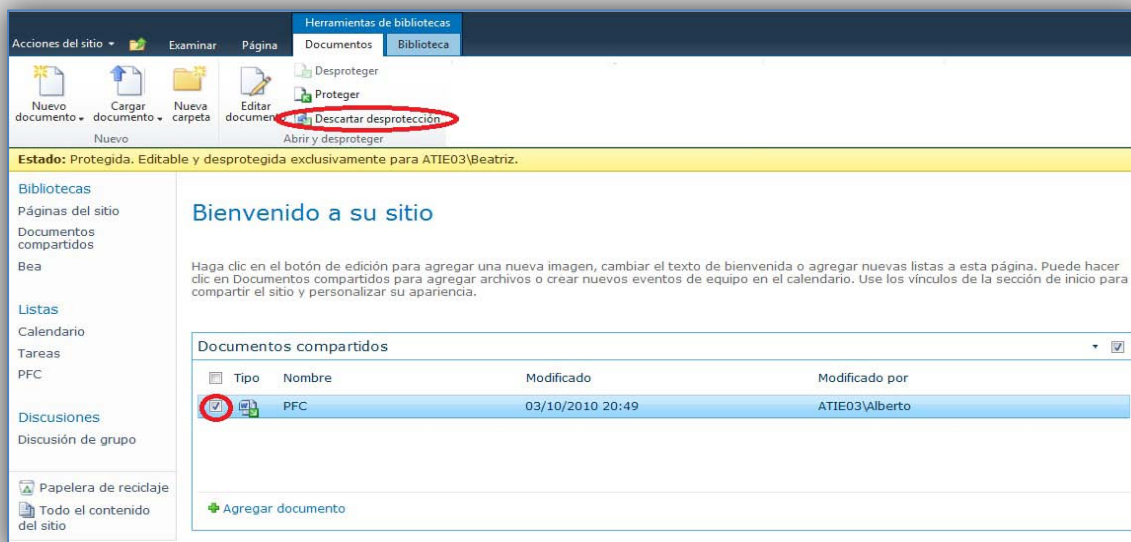 Herramientas de bibliotecas
Acciones del sitio Examinar Página Documentos Biblioteca
Nuevo documento
Cargar documento
Nueva carpeta
Editar
Desproteger
Proteger
Descartar desprotección
Nuevo
Abrir y desproteger
Estado: Protegida. Editable y desprotegida exclusivamente para ATIE03\Beatriz.
Bibliotecas
Páginas del sitio
Documentos
compartidos
Bea
Listas
Calendario
Tareas
PFC
Discusiones
Discusión de grupo
Papelera de reciclaje
Todo el contenido
del sitio
Bienvenido a su sitio
Haga clic en el botón de edición para agregar una nueva imagen, cambiar el texto de bienvenida o agregar nuevas listas a esta página. Puede hacer
clic en Documentos compartidos para agregar archivos o crear nuevos eventos de equipo en el calendario. Use los vínculos de la sección de inicio para
compartir el sitio y personalizar su apariencia.
Documentos compartidos
Tipo Nombre Modificado Modificado por
PFC 03/10/2010 20:49 ATIE03\Alberto
Agregar documento